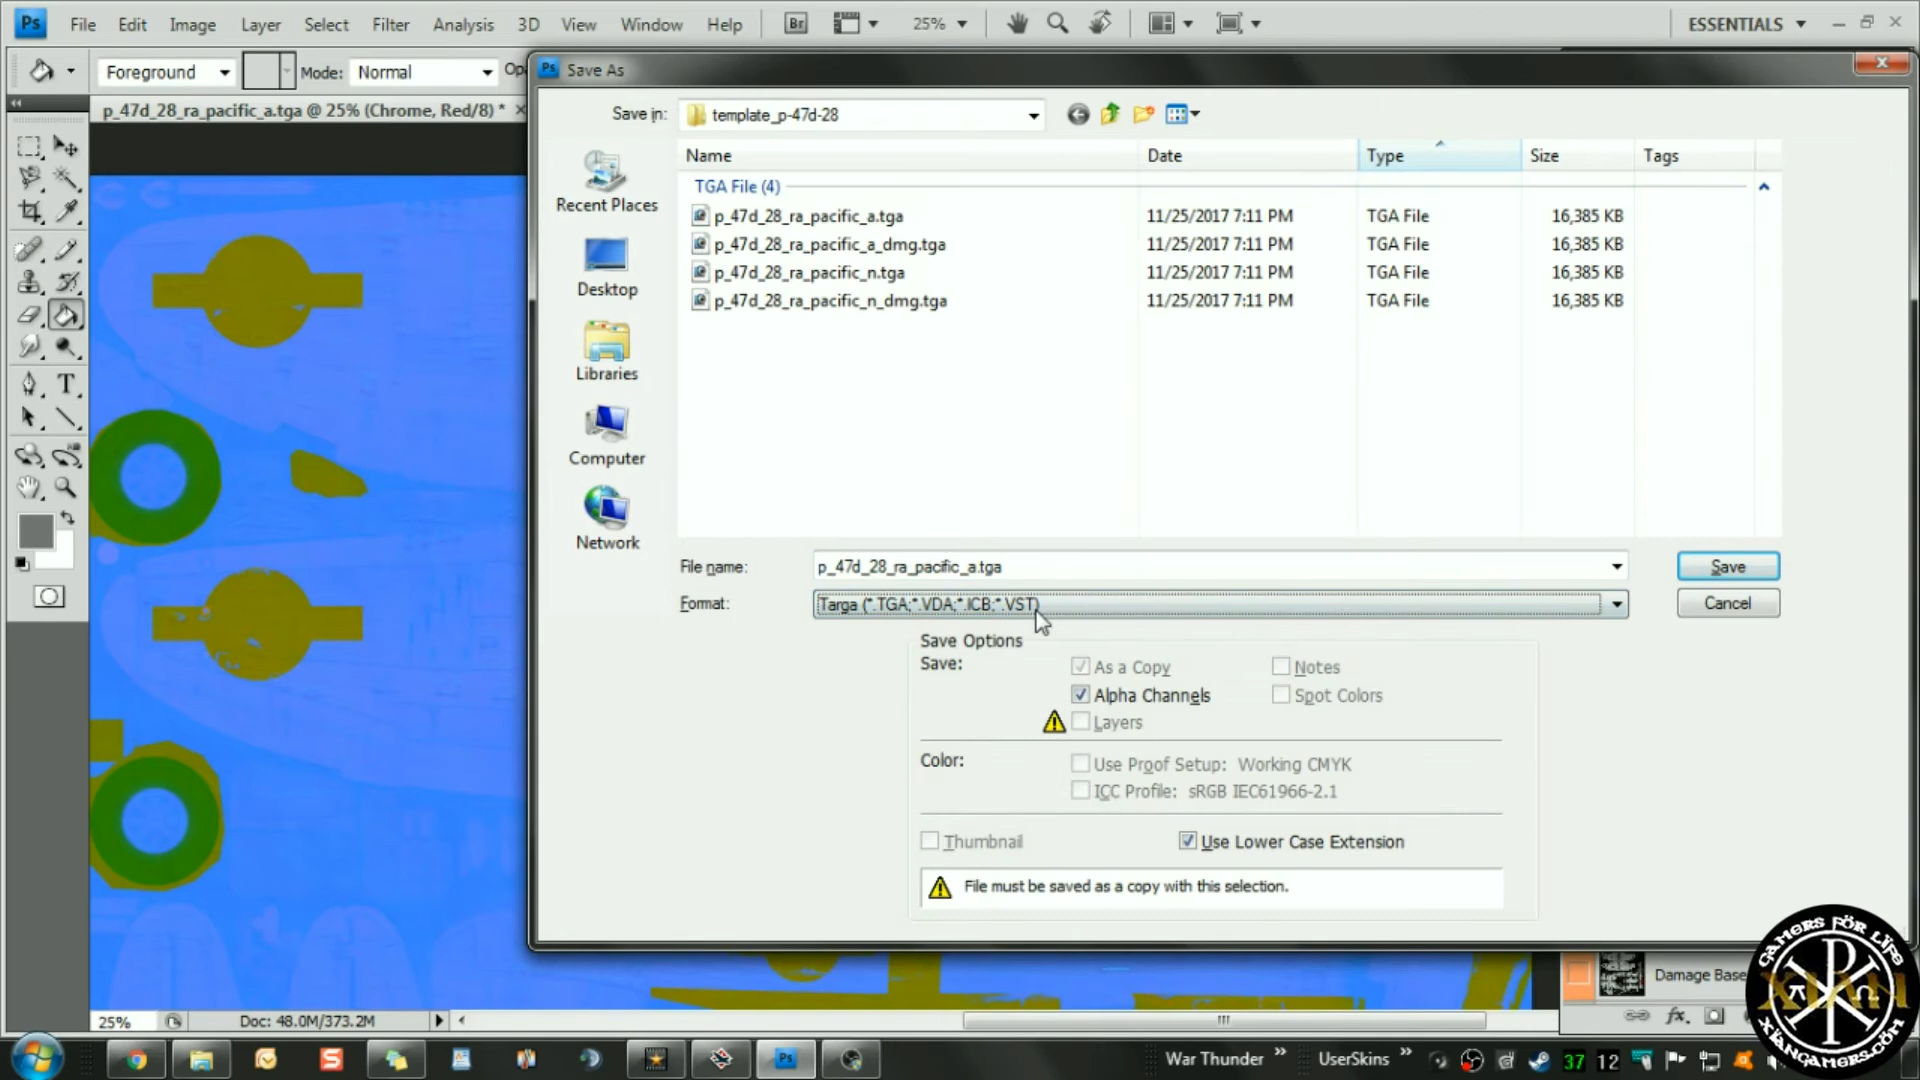 Ps File Edit Image Layer Select Filter Analysis 3D View Window Help Br 25% ESSENTIALS
Foreground Mode: Normal Opa
p_47d_28_ra_pacific_a.tga @ 25% (Chrome, Red/8) *
Ps Save As
Save in: template_p-47d-28
Name Date Type Size Tags
TGA File (4)
p_47d_28_ra_pacific_a.tga 11/25/2017 7:11 PM TGA File 16,385 KB
p_47d_28_ra_pacific_a_dmg.tga 11/25/2017 7:11 PM TGA File 16,385 KB
p_47d_28_ra_pacific_n.tga 11/25/2017 7:11 PM TGA File 16,385 KB
p_47d_28_ra_pacific_n_dmg.tga 11/25/2017 7:11 PM TGA File 16,385 KB
Recent Places
Desktop
Libraries
Computer
Network
File name: p_47d_28_ra_pacific_a.tga Save
Format: Targa (*.TGA;*.VDA;*.ICB;*.VST) Cancel
Save Options
Save: As a Copy Notes
Alpha Channels Spot Colors
Layers
Color: Use Proof Setup: Working CMYK
ICC Profile: sRGB IEC61966-2.1
Thumbnail Use Lower Case Extension
File must be saved as a copy with this selection.
Damage Base
25% Doc: 48.0M/373.2M
fx.
GAMERS FÖR LIFE
XIANGAMERS.COM
War Thunder » UserSkins » 37 12